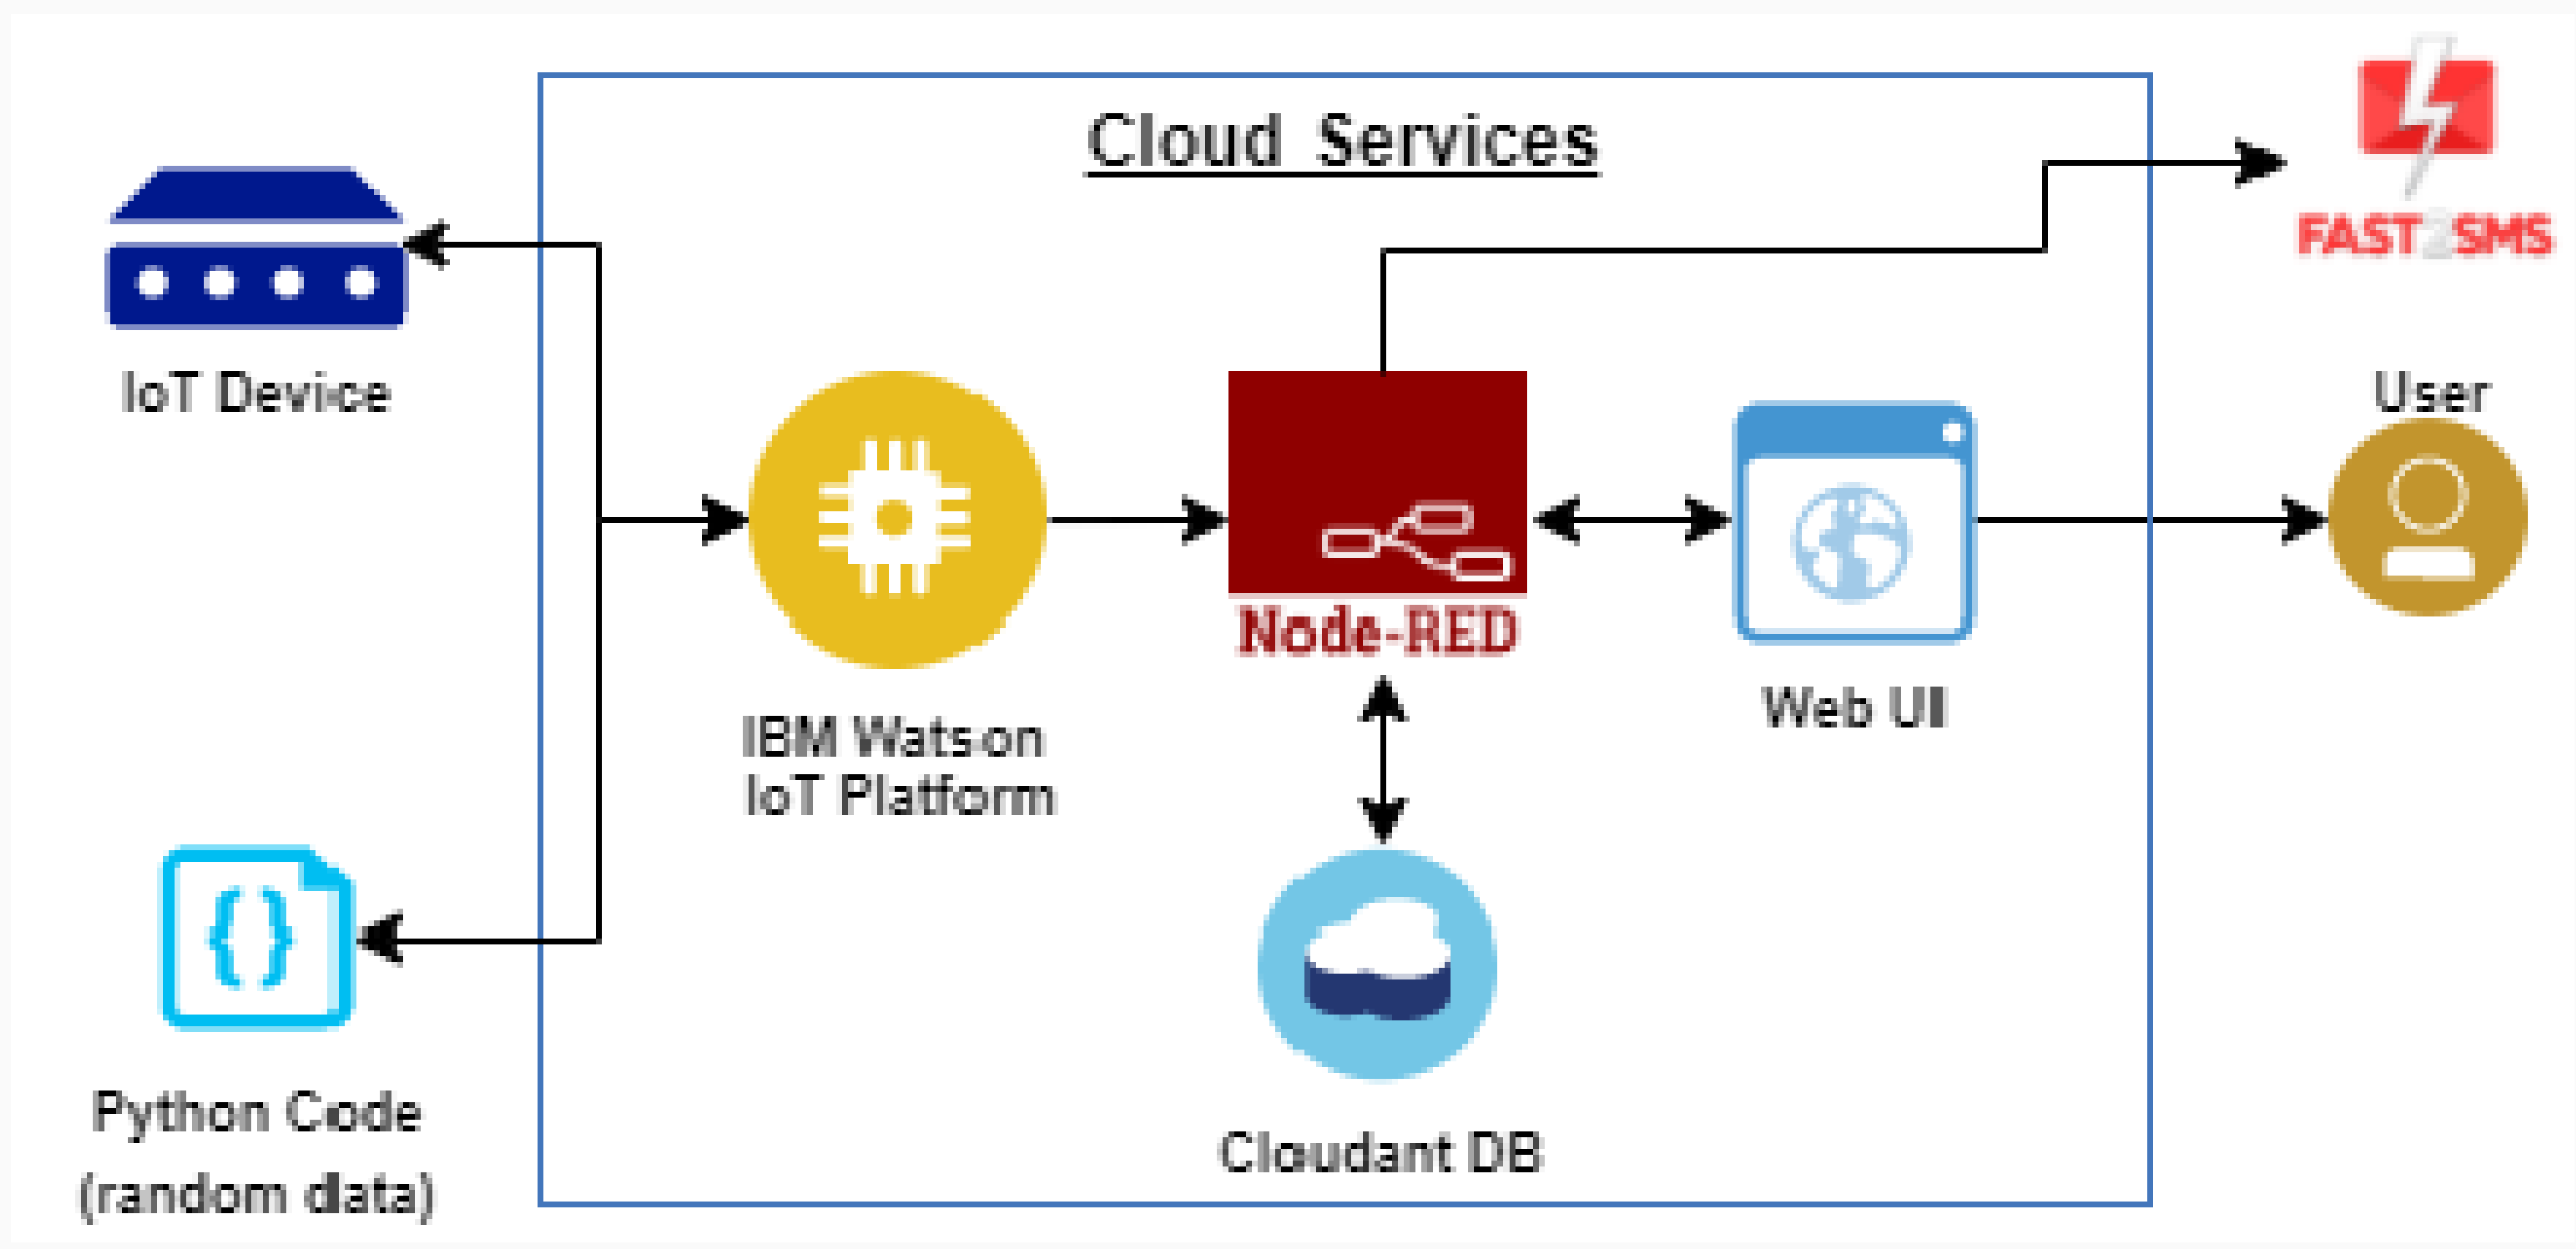 Cloud Services
FAST2SMS
IoT Device
User
Node-RED
Web UI
IBM Watson
IoT Platform
Python Code
(random data)
Cloudant DB